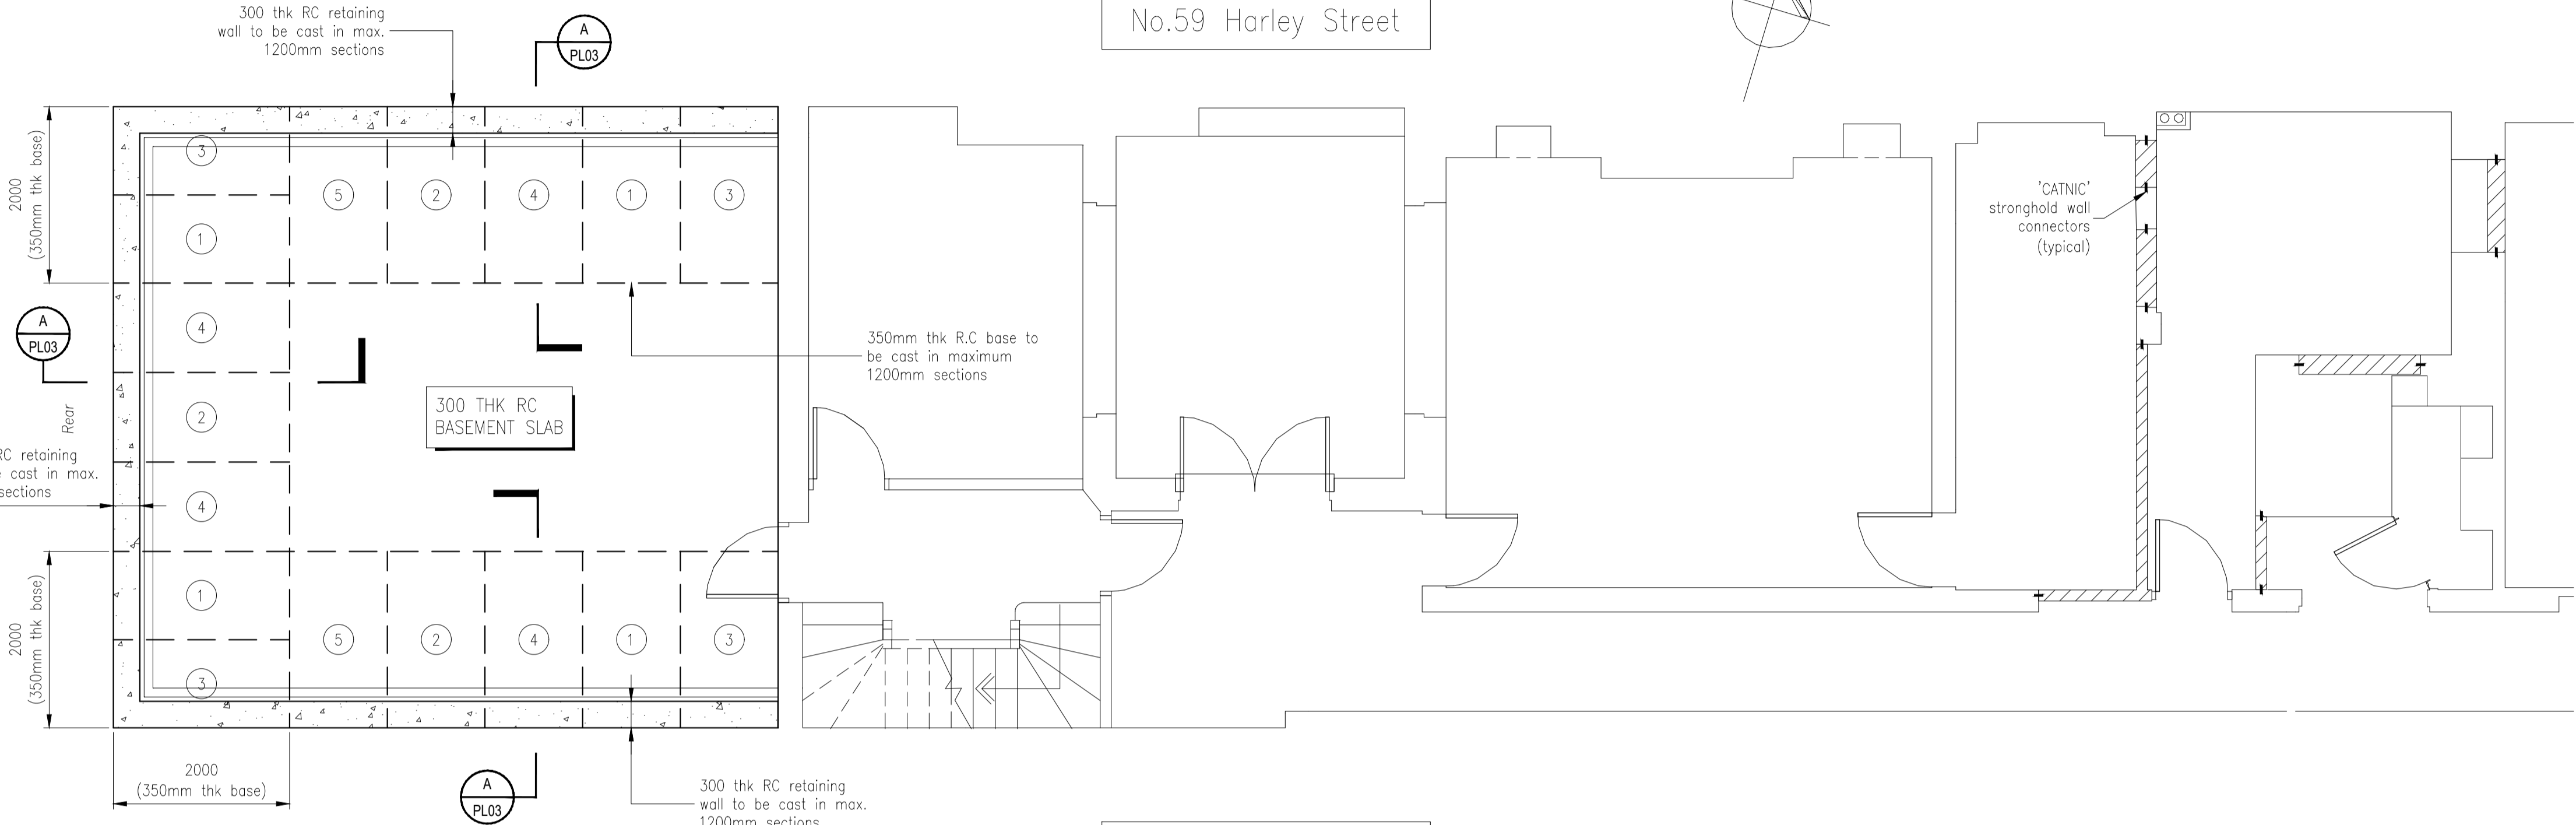 300 thk RC retaining
wall to be cast in max.
1200mm sections
A
PL03
No.59 Harley Street
2000
(350mm thk base)
3
5
2
4
1
3
1
4
2
4
1
3
5
2
4
1
3
A
PL03
Rear
RC retaining
cast in max.
sections
300 THK RC
BASEMENT SLAB
350mm thk R.C base to
be cast in maximum
1200mm sections
'CATNIC'
stronghold wall
connectors
(typical)
2000
(350mm thk base)
2000
(350mm thk base)
A
PL03
300 thk RC retaining
wall to be cast in max.
1200mm sections